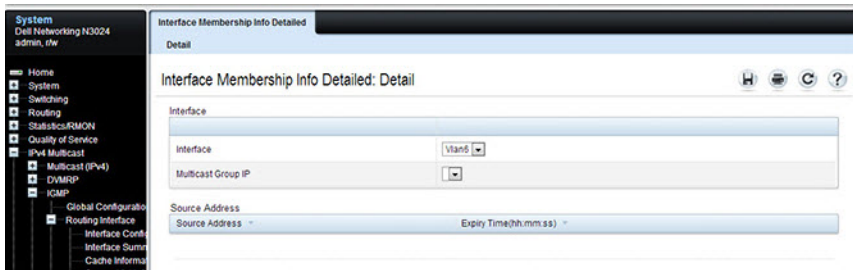 System
Dell Networking N3024
admin, r/w
Interface Membership Info Detailed
Detail
Home
System
Switching
Routing
Statistics/RMON
Quality of Service
IPv4 Multicast
Multicast (IPv4)
DVMRP
IGMP
Global Configuratio
Routing Interface
Interface Confi
Interface Summ
Cache Informa
Interface Membership Info Detailed: Detail
Interface
Interface Vlan6
Multicast Group IP
Source Address
Source Address Expiry Time(hh:mm:ss)